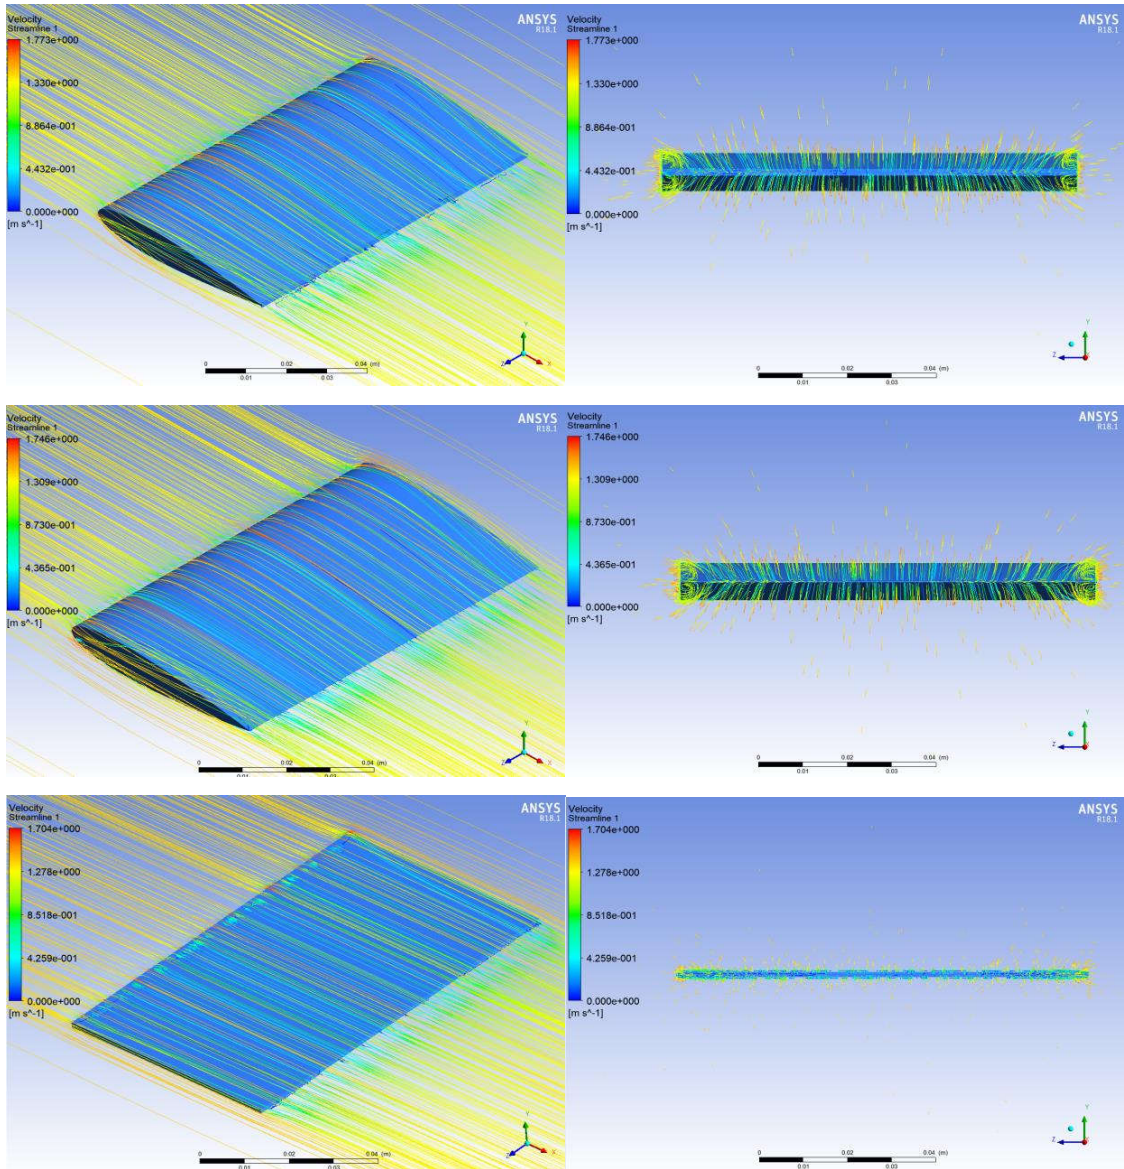 Velocity
Streamline 1
1.773e+000
1.330e+000
8.864e-001
4.432e-001
0.000e+000
[m s^-1]
ANSYS
R18.1
0 0.02 0.04 (m)
0.01 0.03
Y
Z X
Velocity
Streamline 1
1.773e+000
1.330e+000
8.864e-001
4.432e-001
0.000e+000
[m s^-1]
ANSYS
R18.1
0 0.02 0.04 (m)
0.01 0.03
Y
Z X
Velocity
Streamline 1
1.746e+000
1.309e+000
8.730e-001
4.365e-001
0.000e+000
[m s^-1]
ANSYS
R18.1
0 0.02 0.04 (m)
0.01 0.03
Y
Z X
Velocity
Streamline 1
1.746e+000
1.309e+000
8.730e-001
4.365e-001
0.000e+000
[m s^-1]
ANSYS
R18.1
0 0.02 0.04 (m)
0.01 0.03
Y
Z X
Velocity
Streamline 1
1.704e+000
1.278e+000
8.518e-001
4.259e-001
0.000e+000
[m s^-1]
ANSYS
R18.1
0 0.02 0.04 (m)
0.01 0.03
Y
Z X
Velocity
Streamline 1
1.704e+000
1.278e+000
8.518e-001
4.259e-001
0.000e+000
[m s^-1]
ANSYS
R18.1
0 0.02 0.04 (m)
0.01 0.03
Y
Z X